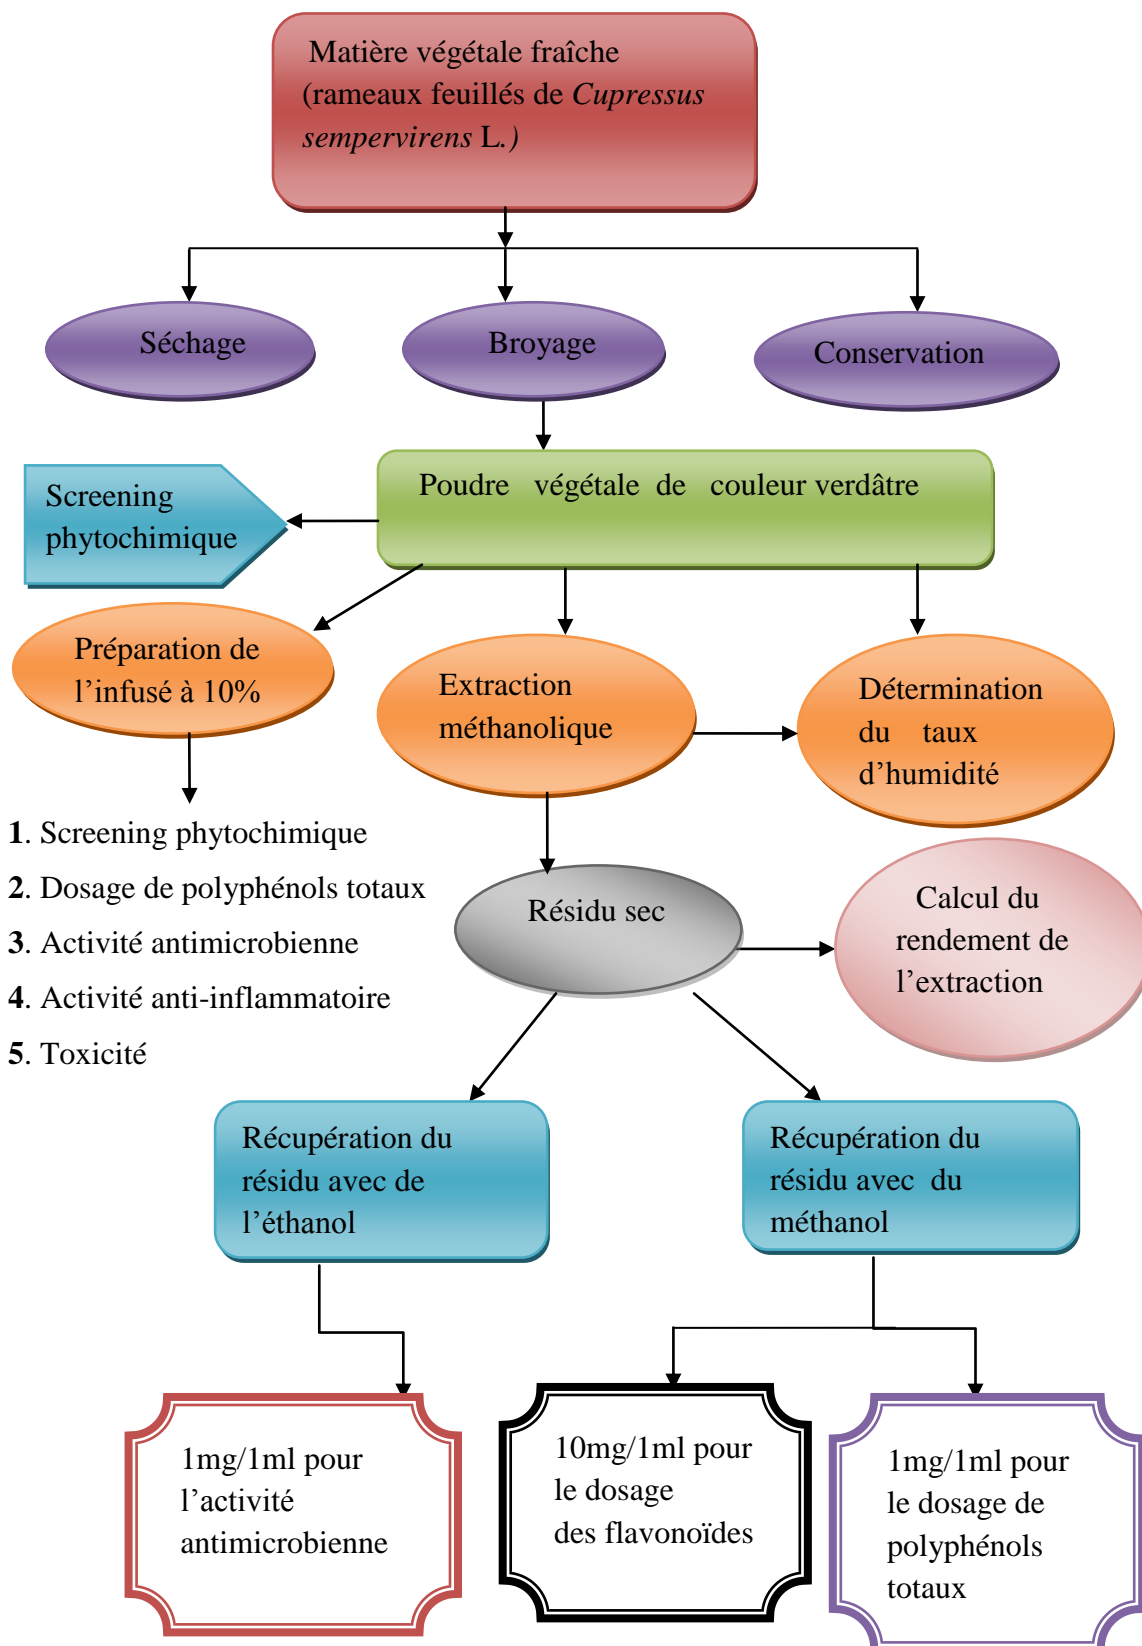 Matière végétale fraîche
(rameaux feuillés de Cupressus
sempervirens L.)
Séchage
Broyage
Conservation
Poudre végétale de couleur verdâtre
Screening
phytochimique
Préparation de
l’infusé à 10%
Extraction
méthanolique
Détermination
du taux
d’humidité
1. Screening phytochimique
2. Dosage de polyphénols totaux
3. Activité antimicrobienne
4. Activité anti-inflammatoire
5. Toxicité
Résidu sec
Calcul du
rendement de
l’extraction
Récupération du
résidu avec de
l’éthanol
Récupération du
résidu avec du
méthanol
1mg/1ml pour
l’activité
antimicrobienne
10mg/1ml pour
le dosage
des flavonoïdes
1mg/1ml pour
le dosage de
polyphénols
totaux